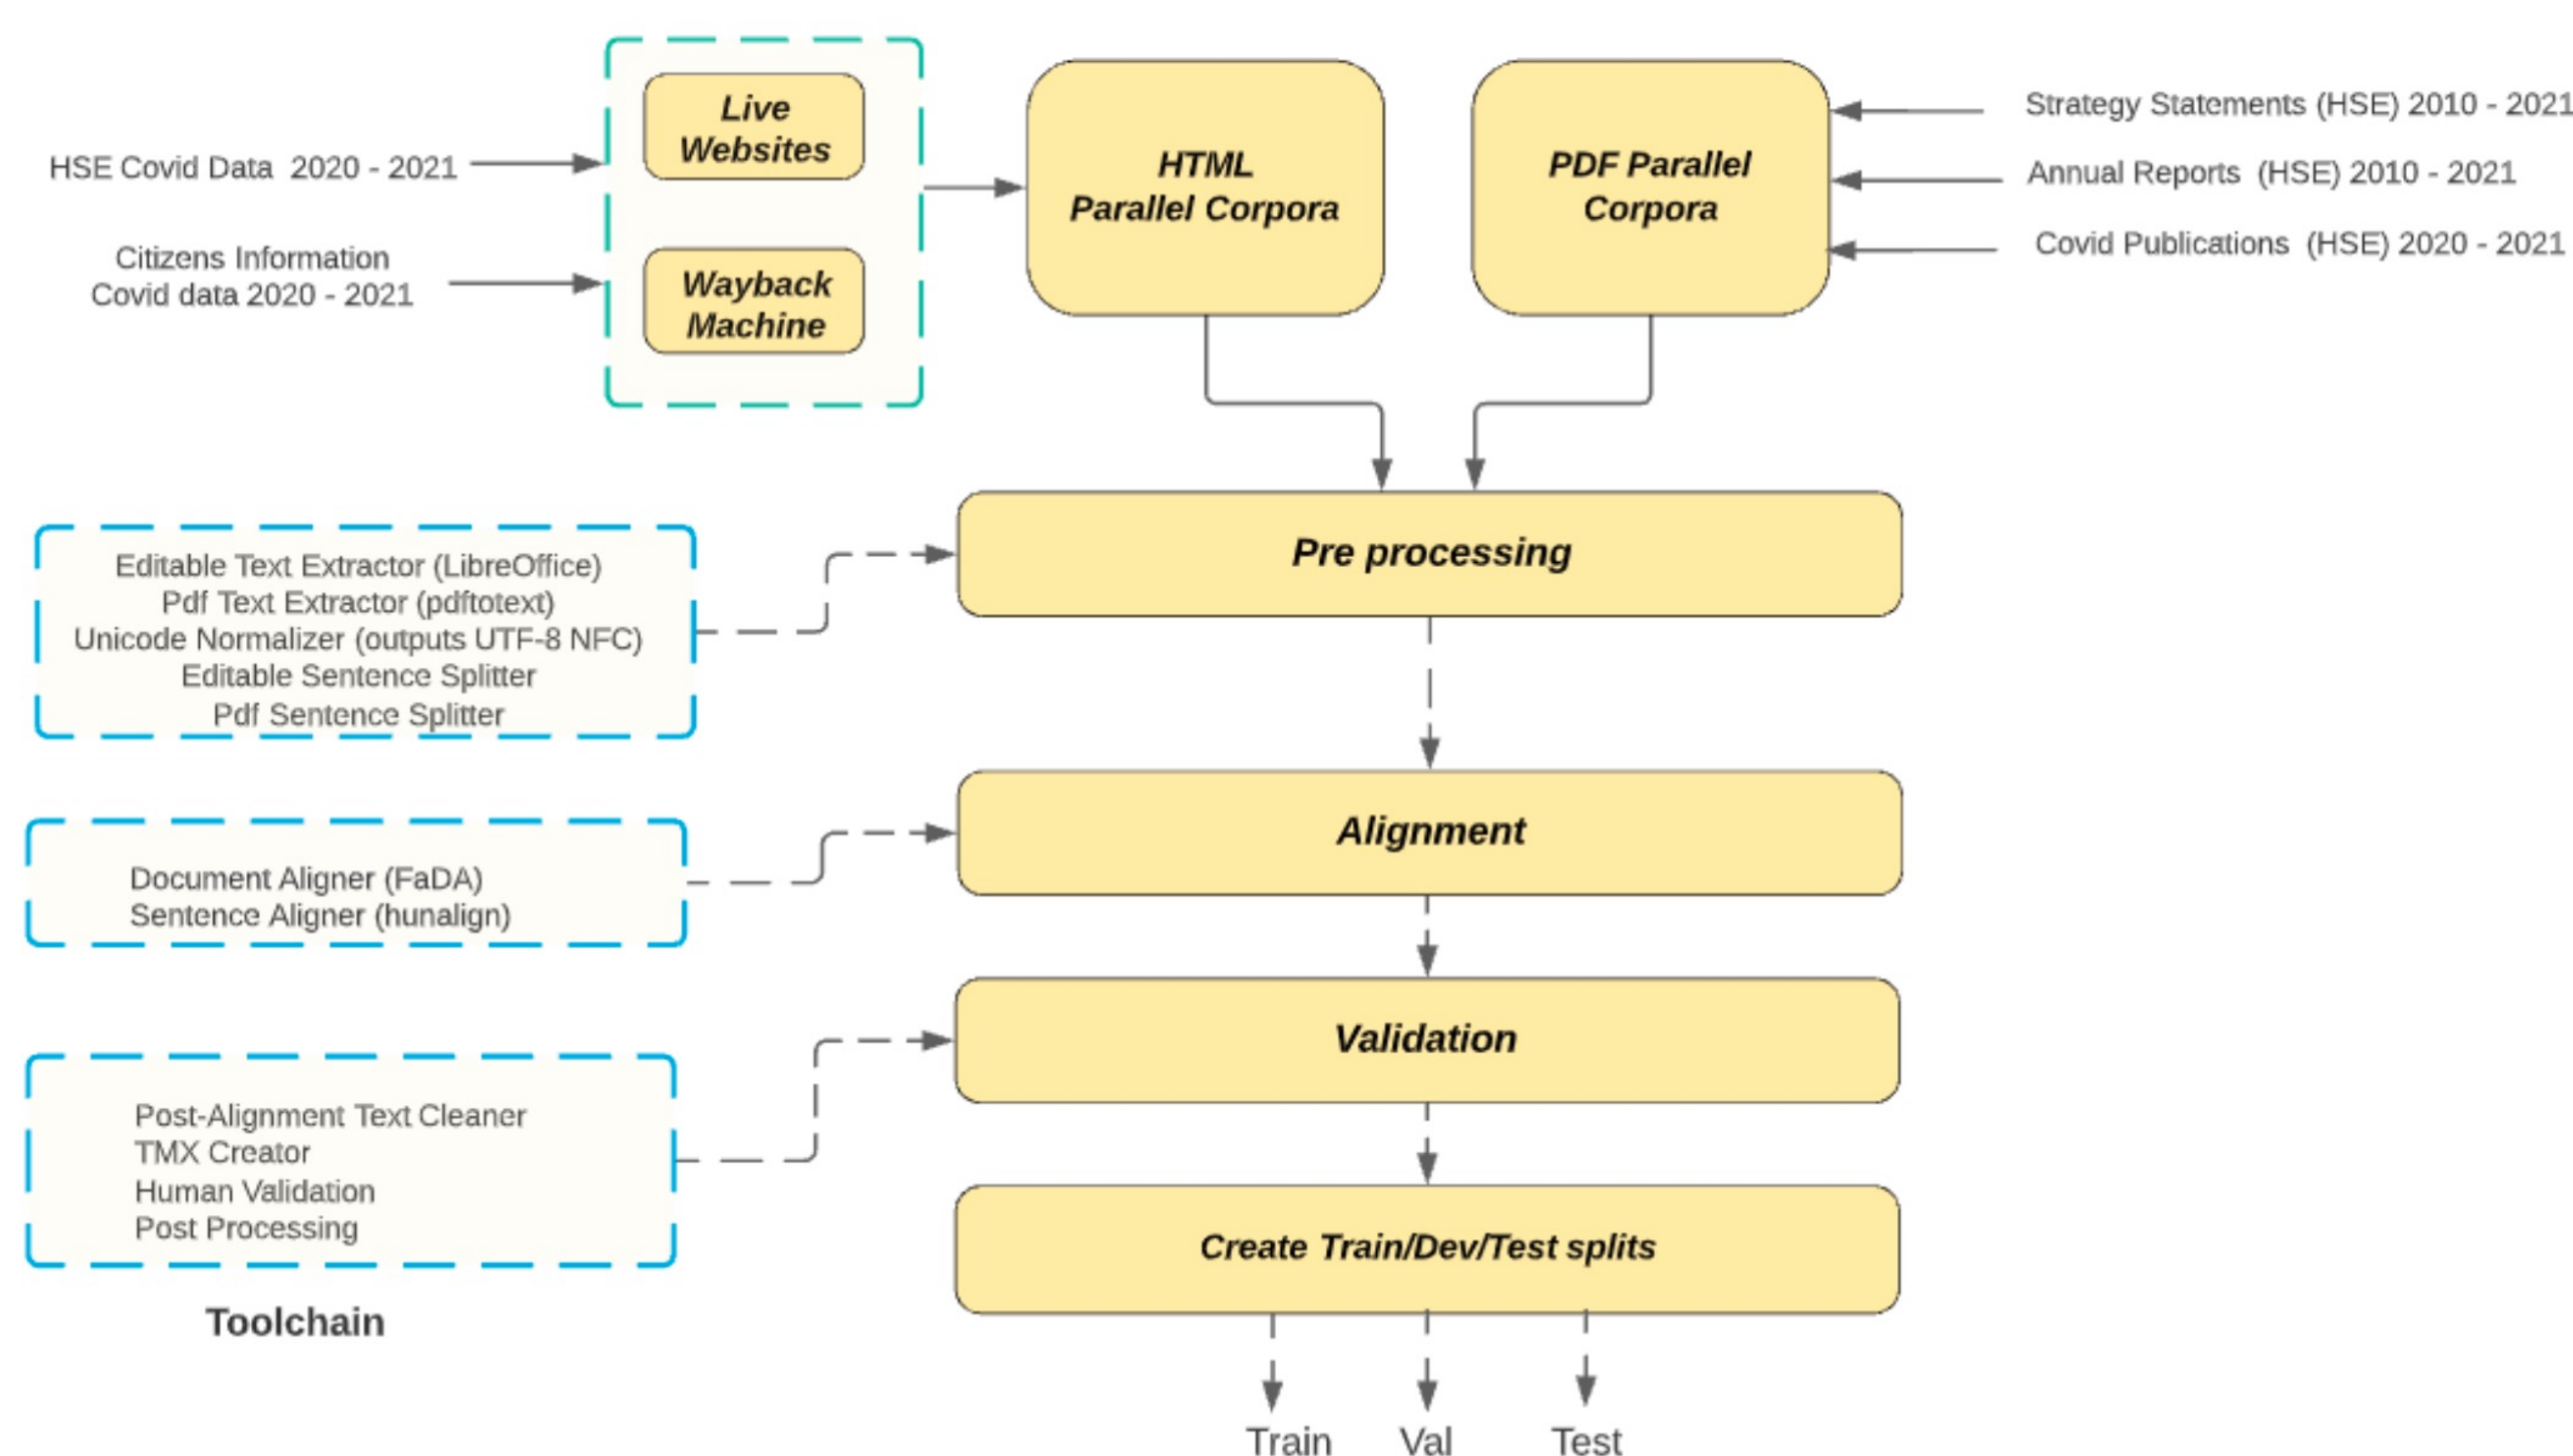 Live
Websites
HSE Covid Data 2020 - 2021
Citizens Information
Covid data 2020 - 2021
Wayback
Machine
HTML
Parallel Corpora
PDF Parallel
Corpora
Strategy Statements (HSE) 2010 - 2021
Annual Reports (HSE) 2010 - 2021
Covid Publications (HSE) 2020 - 2021
Editable Text Extractor (LibreOffice)
Pdf Text Extractor (pdftotext)
Unicode Normalizer (outputs UTF-8 NFC)
Editable Sentence Splitter
Pdf Sentence Splitter
Pre processing
Document Aligner (FaDA)
Sentence Aligner (hunalign)
Alignment
Post-Alignment Text Cleaner
TMX Creator
Human Validation
Post Processing
Validation
Toolchain
Create Train/Dev/Test splits
Train
Val
Test